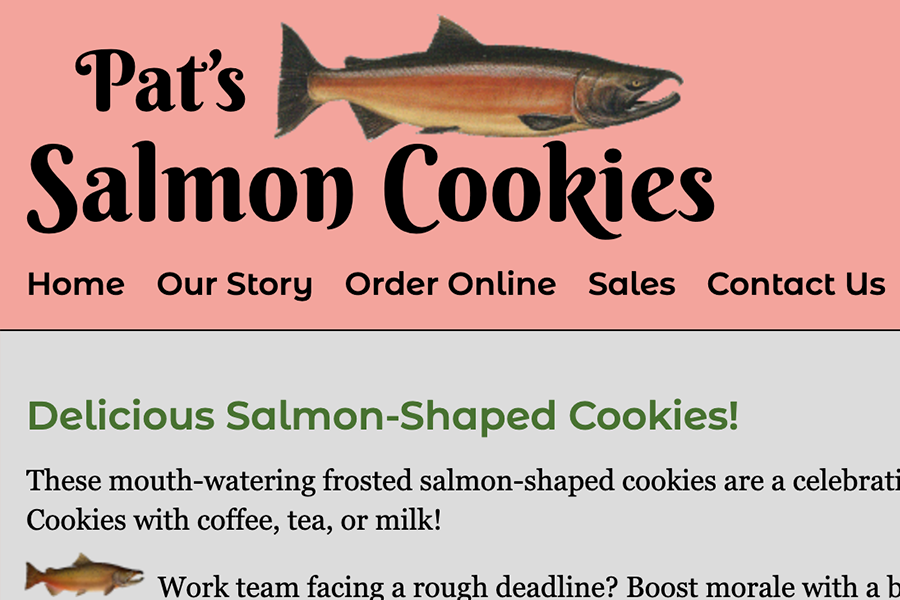 Pat’s
Salmon Cookies
Home Our Story Order Online Sales Contact Us
Delicious Salmon-Shaped Cookies!
These mouth-watering frosted salmon-shaped cookies are a celebrati
Cookies with coffee, tea, or milk!
Work team facing a rough deadline? Boost morale with a b